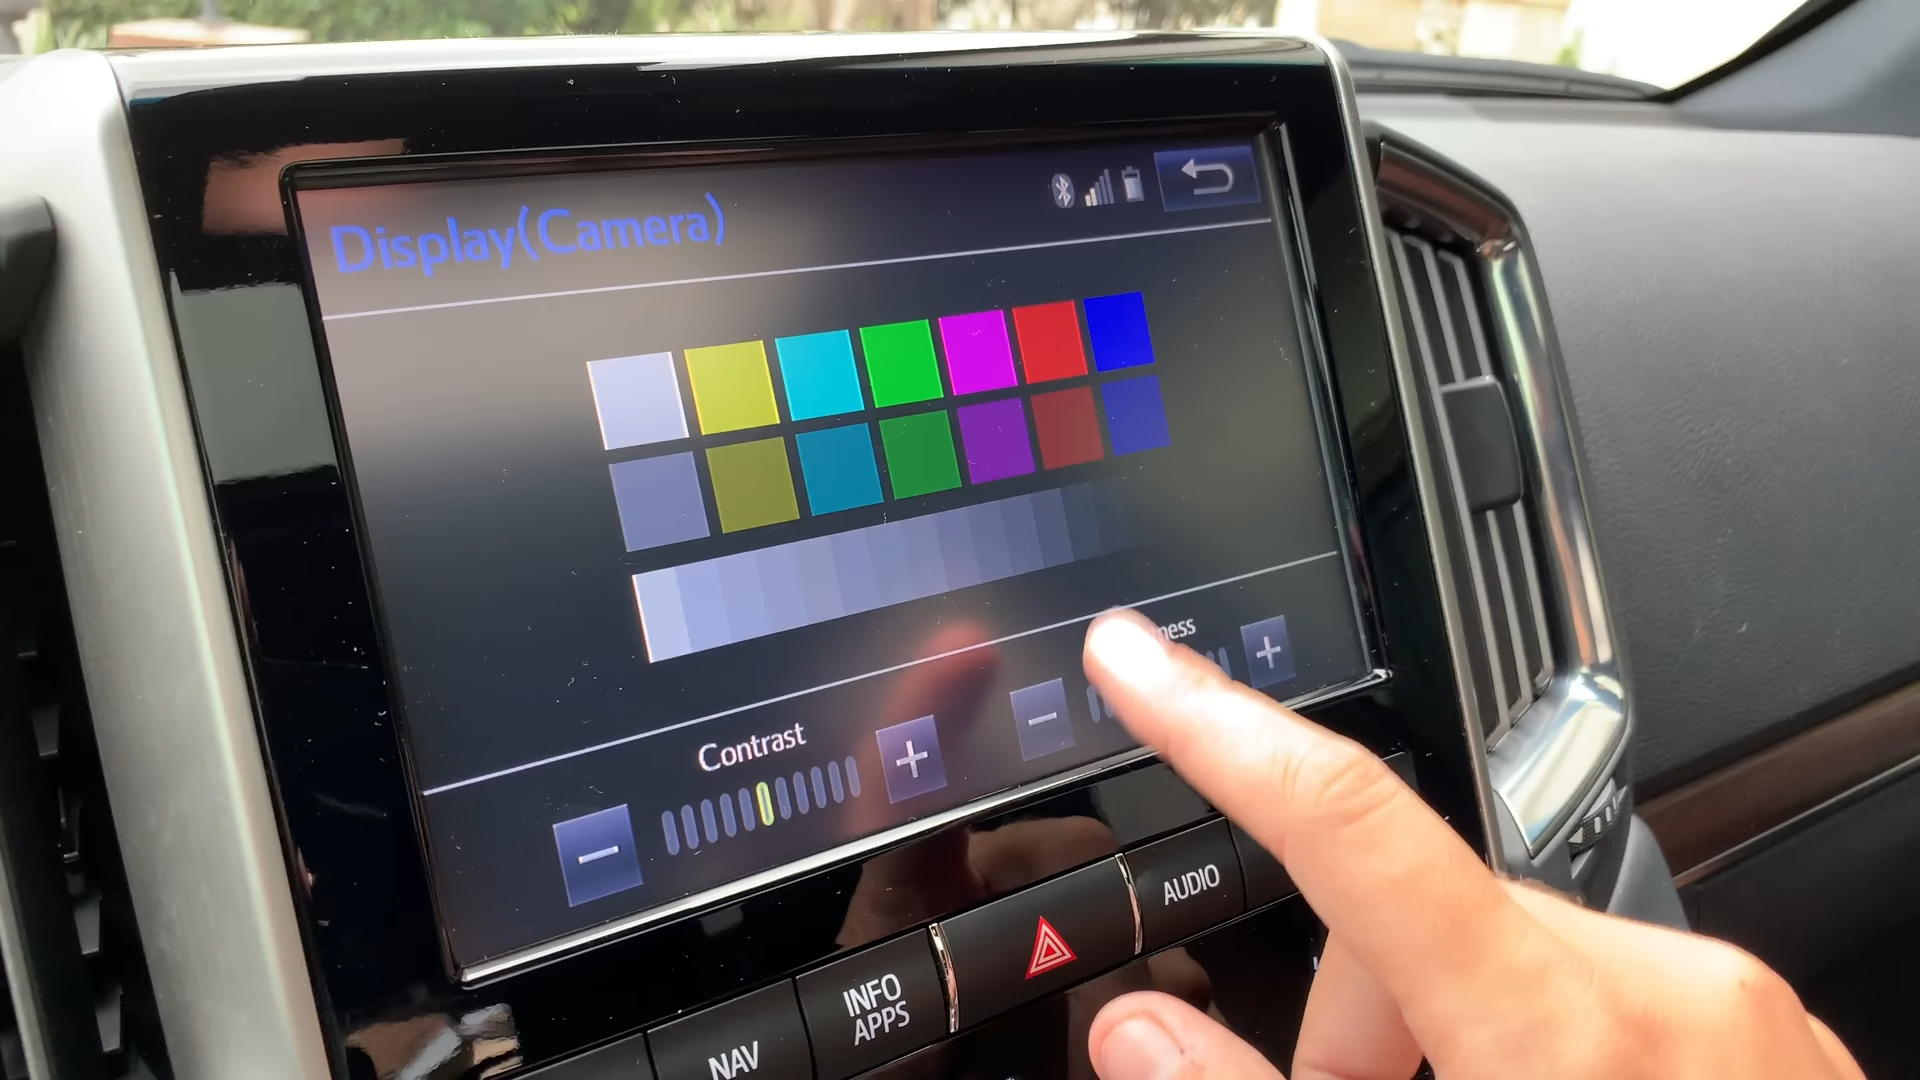 Display(Camera)
Contrast
AUDIO
INFO
APPS
NAV